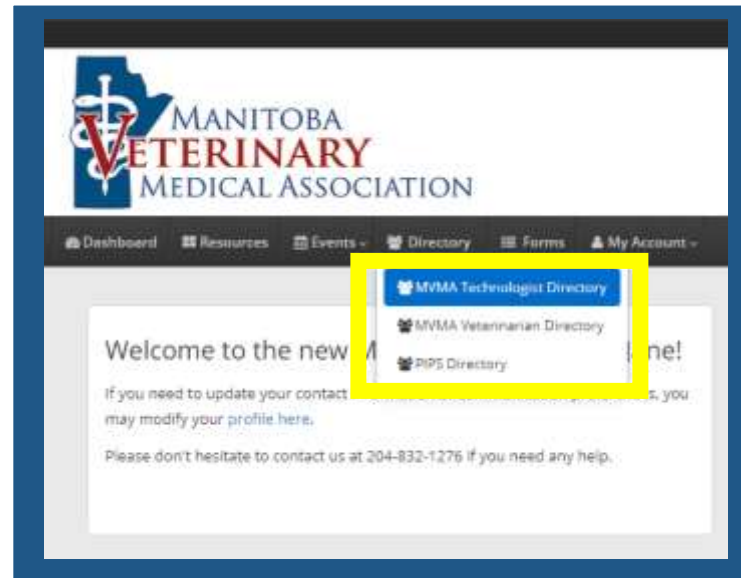 MANITOBA
VETERINARY
MEDICAL ASSOCIATION
Dashboard Resources Events Directory Forms My Account
MVMA Technologist Directory
MVMA Veterinarian Directory
PIPS Directory
Welcome to the new M ne!
If you need to update your contact s, you
may modify your profile here.
Please don't hesitate to contact us at 204-832-1276 if you need any help.